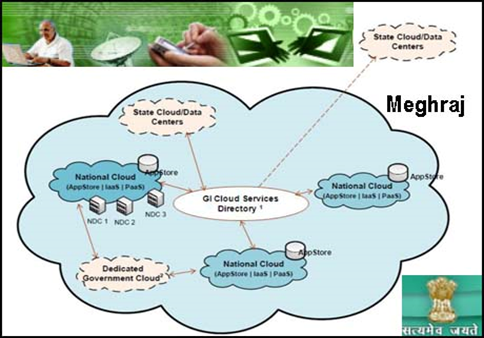 State Cloud/Data
Centers
Meghraj
State Cloud/Data
Centers
AppStore
National Cloud
(AppStore | IaaS | PaaS)
NDC 1
NDC 2
NDC 3
GI Cloud Services
Directory 1
AppStore
National Cloud
(AppStore | IaaS | PaaS)
AppStore
National Cloud
(AppStore | IaaS | PaaS)
Dedicated
Government Cloud2
सत्यमेव जयते